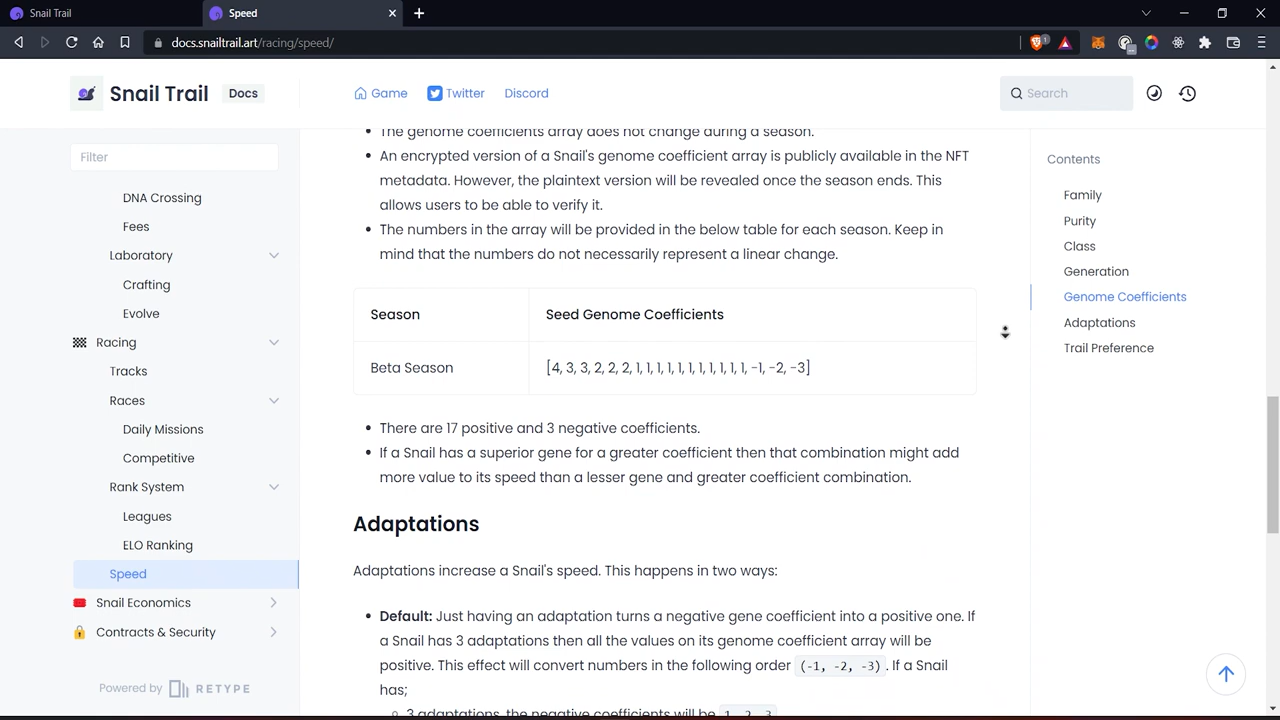 Snail Trail
Speed
docs.snailtrail.art/racing/speed/
1
Snail Trail
Docs
Game
Twitter
Discord
Search
Filter
DNA Crossing
Fees
Laboratory
Crafting
Evolve
Racing
Tracks
Races
Daily Missions
Competitive
Rank System
Leagues
ELO Ranking
Speed
Snail Economics
Contracts & Security
Powered by RETYPE
The genome coefficients array does not change during a season.
An encrypted version of a Snail's genome coefficient array is publicly available in the NFT
metadata. However, the plaintext version will be revealed once the season ends. This
allows users to be able to verify it.
The numbers in the array will be provided in the below table for each season. Keep in
mind that the numbers do not necessarily represent a linear change.
Season Seed Genome Coefficients
Beta Season [4, 3, 3, 2, 2, 2, 1, 1, 1, 1, 1, 1, 1, 1, 1, 1, 1, -1, -2, -3]
There are 17 positive and 3 negative coefficients.
If a Snail has a superior gene for a greater coefficient then that combination might add
more value to its speed than a lesser gene and greater coefficient combination.
Adaptations
Adaptations increase a Snail's speed. This happens in two ways:
Default: Just having an adaptation turns a negative gene coefficient into a positive one. If
a Snail has 3 adaptations then all the values on its genome coefficient array will be
positive. This effect will convert numbers in the following order (-1, -2, -3). If a Snail
has;
3 adaptations, the negative coefficients will be 1, 2, 3
Contents
Family
Purity
Class
Generation
Genome Coefficients
Adaptations
Trail Preference